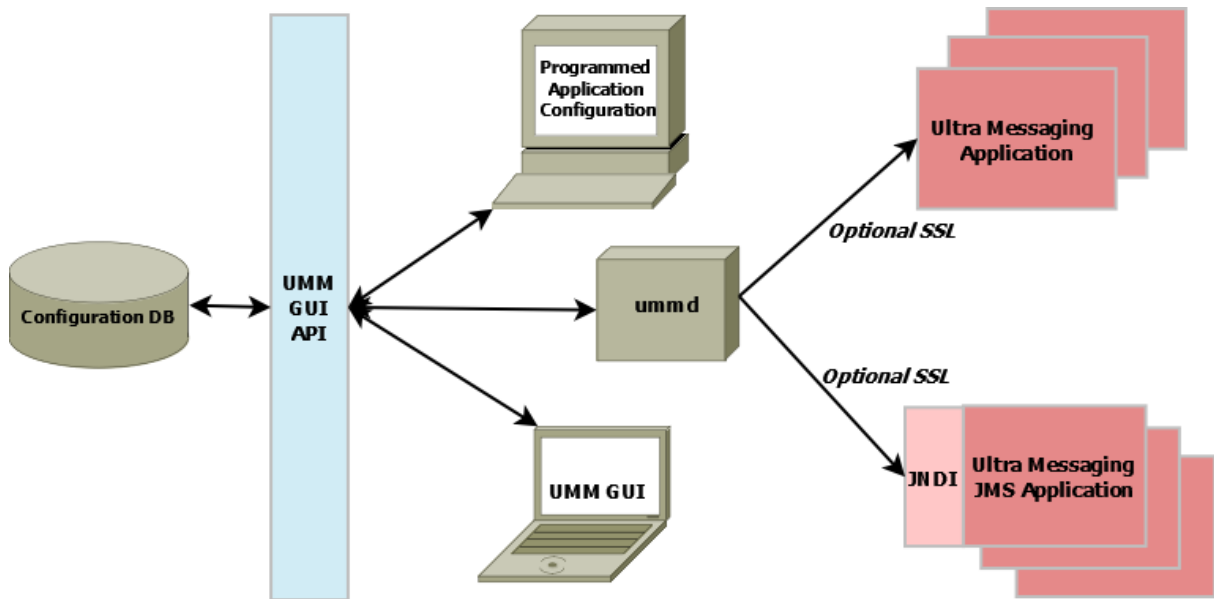 Configuration DB
UMM
GUI
API
Programmed
Application
Configuration
ummd
UMM GUI
Optional SSL
Optional SSL
Ultra Messaging
Application
JNDI
Ultra Messaging
JMS Application